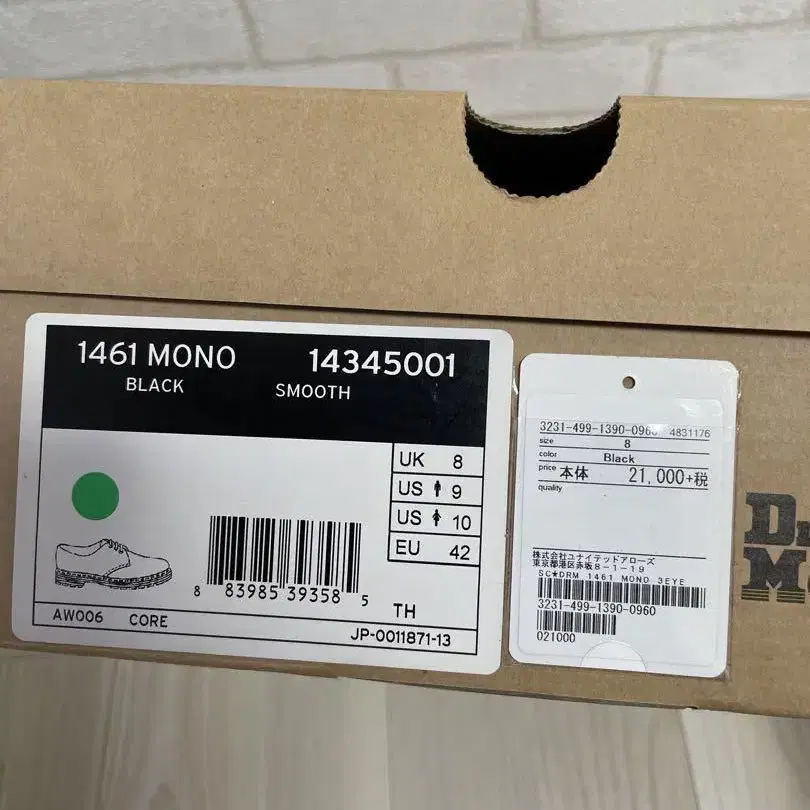 1461 MONO 14345001
BLACK SMOOTH
UK 8
US 9
US 10
EU 42
8 83985 39358 5
TH
AW006 CORE
JP-0011871-13
3231-499-1390-0960 4831176
size 8
color Black
price 本体 21,000+税
quality
株式会社ユナイテッドアローズ
東京都港区赤坂8-1-19
SC★DRM 1461 MONO 3EYE
3231-499-1390-0960
021000